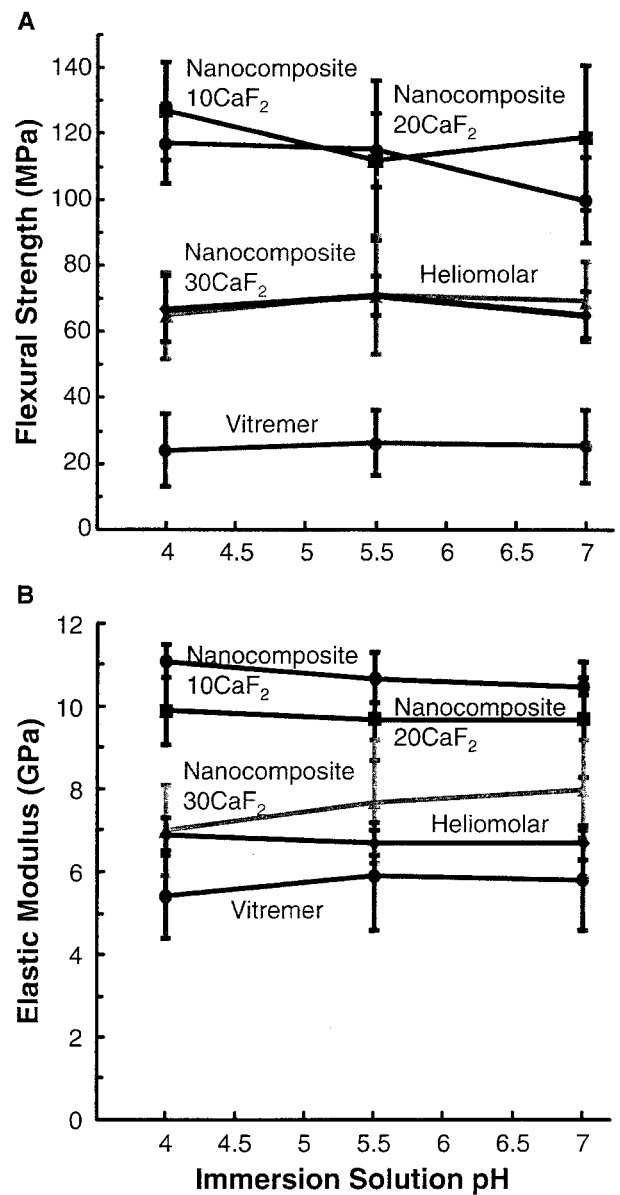 A
Flexural Strength (MPa)
140
120
100
80
60
40
20
0
Nanocomposite
10CaF₂
Nanocomposite
20CaF₂
Nanocomposite
30CaF₂
Heliomolar
Vitremer
4 4.5 5 5.5 6 6.5 7
B
Elastic Modulus (GPa)
12
10
8
6
4
2
0
Nanocomposite
10CaF₂
Nanocomposite
20CaF₂
Nanocomposite
30CaF₂
Heliomolar
Vitremer
4 4.5 5 5.5 6 6.5 7
Immersion Solution pH